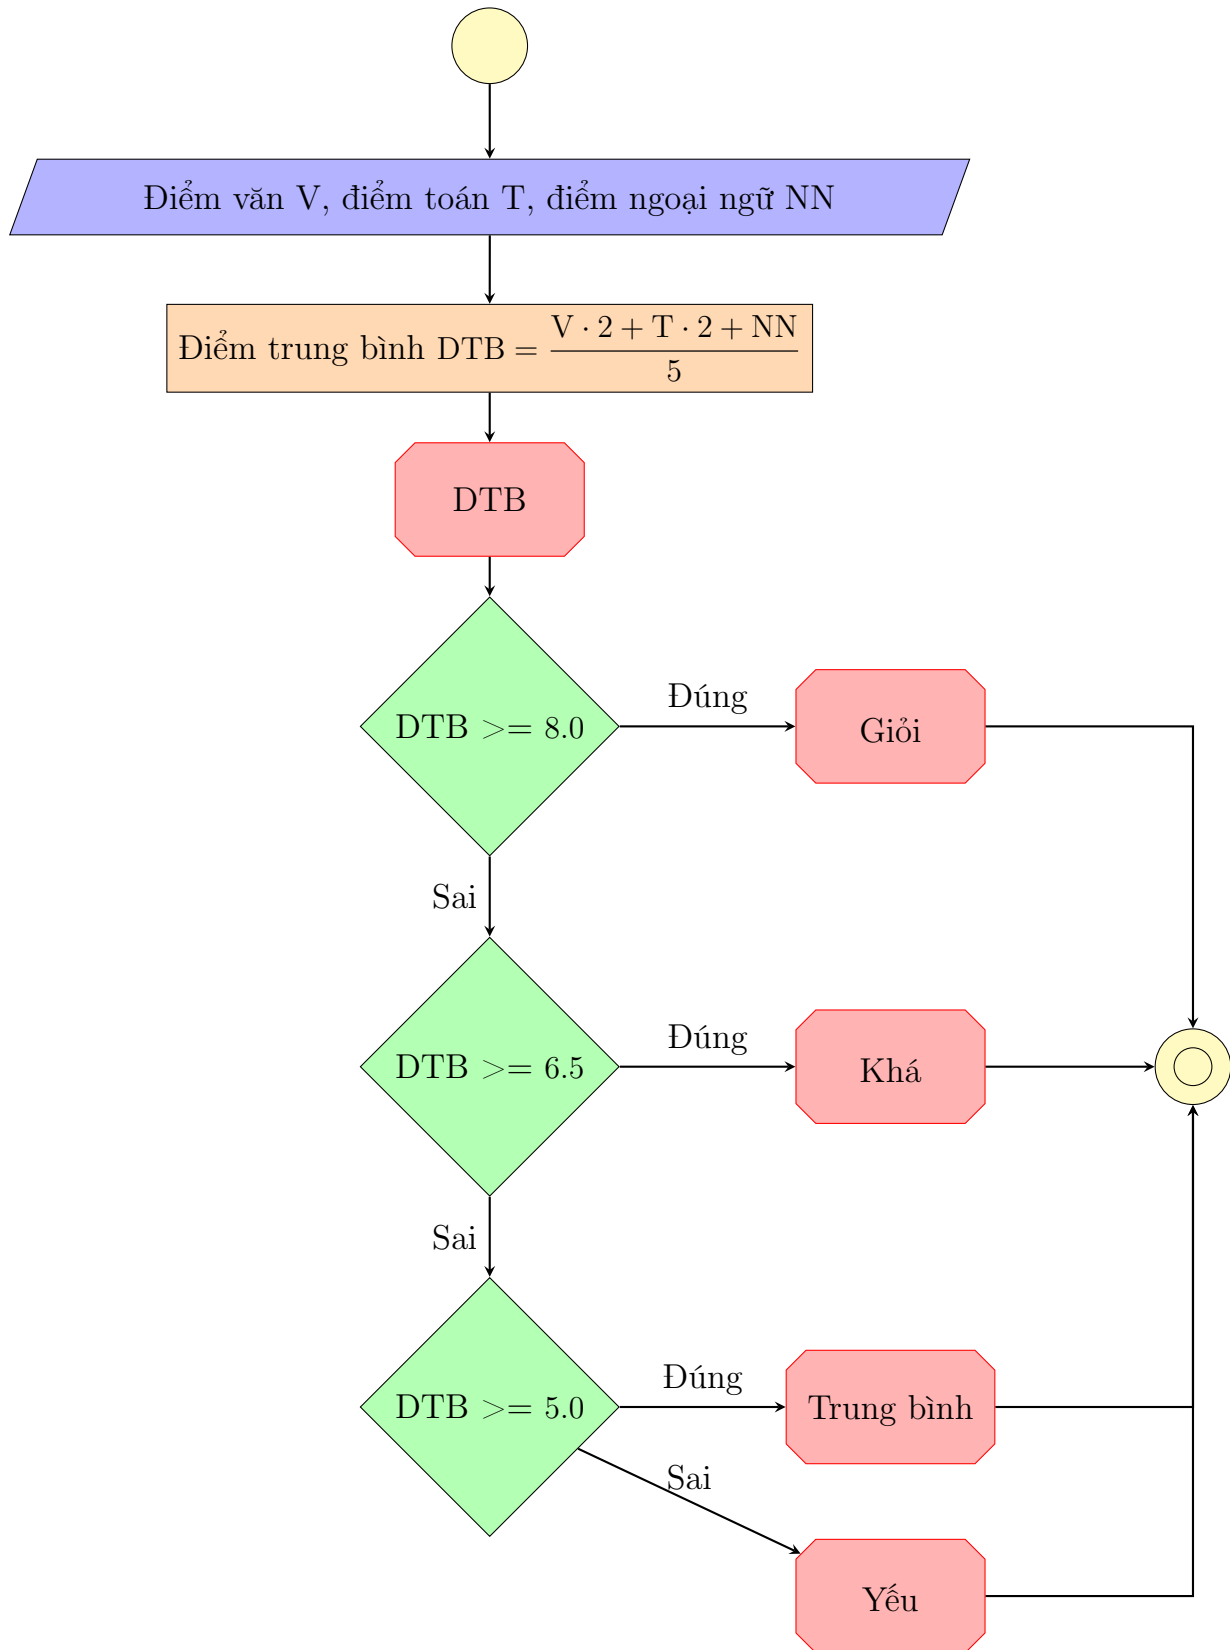 Điểm văn V, điểm toán T, điểm ngoại ngữ NN
Điểm trung bình DTB = \frac{V · 2 + T · 2 + NN}{5}
DTB
DTB >= 8.0
Đúng
Giỏi
Sai
DTB >= 6.5
Đúng
Khá
Sai
DTB >= 5.0
Đúng
Trung bình
Sai
Yếu